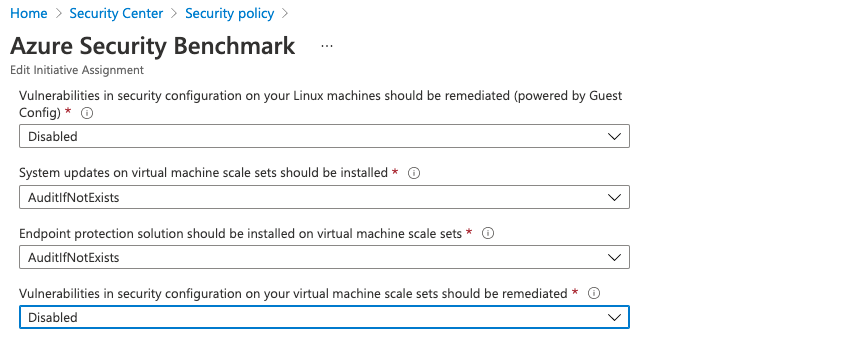 Home > Security Center > Security policy >
Azure Security Benchmark ...
Edit Initiative Assignment
Vulnerabilities in security configuration on your Linux machines should be remediated (powered by Guest
Config) *
Disabled
System updates on virtual machine scale sets should be installed *
AuditIfNotExists
Endpoint protection solution should be installed on virtual machine scale sets *
AuditIfNotExists
Vulnerabilities in security configuration on your virtual machine scale sets should be remediated *
Disabled